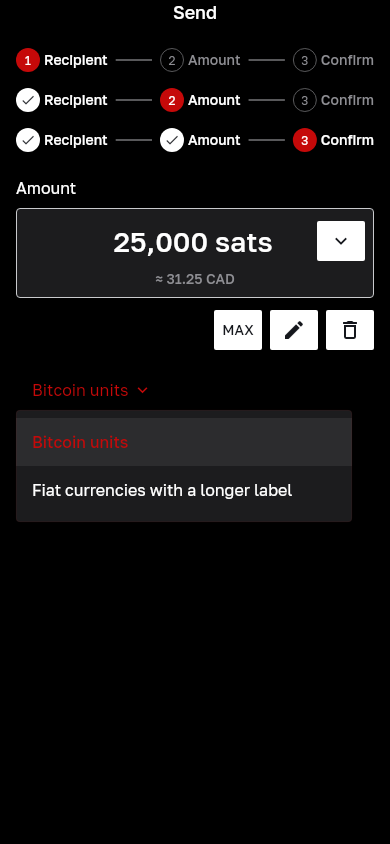 Send
1 Recipient 2 Amount 3 Confirm
Recipient 2 Amount 3 Confirm
Recipient Amount 3 Confirm
Amount
25,000 sats
≈ 31.25 CAD
MAX
Bitcoin units
Bitcoin units
Fiat currencies with a longer label